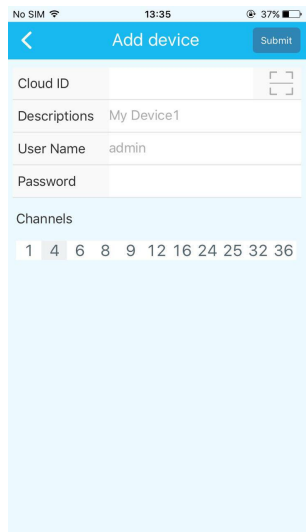 No SIM 13:35 37%
Add device Submit
Cloud ID
Descriptions My Device1
User Name admin
Password
Channels
1 4 6 8 9 12 16 24 25 32 36